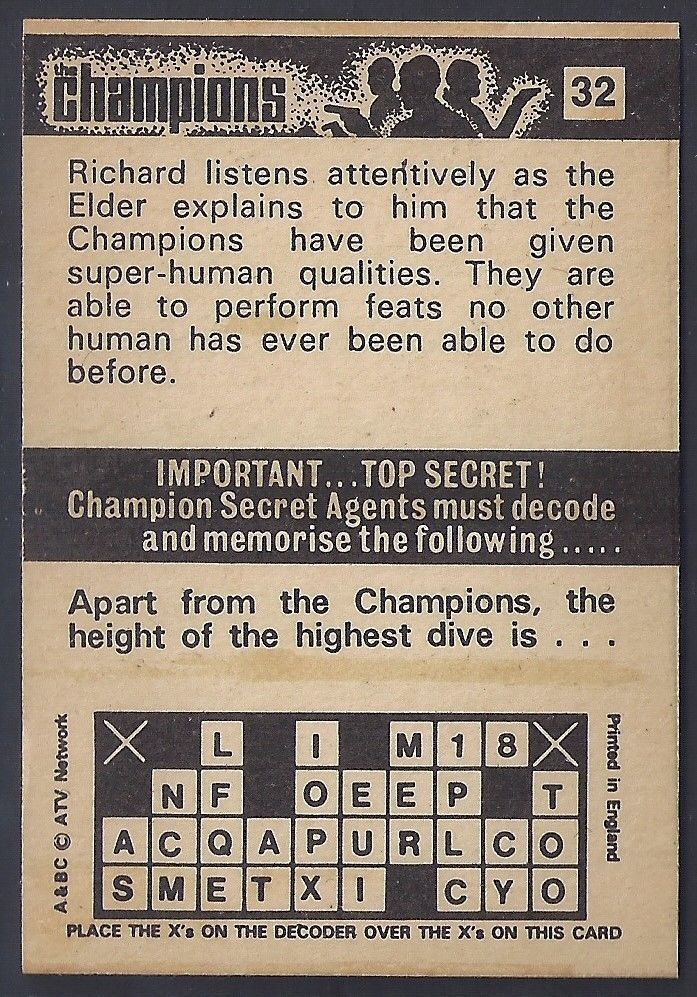 the
champions
32
Richard listens attentively as the
Elder explains to him that the
Champions have been given
super-human qualities. They are
able to perform feats no other
human has ever been able to do
before.
IMPORTANT...TOP SECRET!
Champion Secret Agents must decode
and memorise the following .....
Apart from the Champions, the
height of the highest dive is . . .
X L I M 1 8 X
N F O E E P T
A C Q A P U R L C O
S M E T X I C Y O
A & BC © ATV Network
Printed in England
PLACE THE X's ON THE DECODER OVER THE X's ON THIS CARD